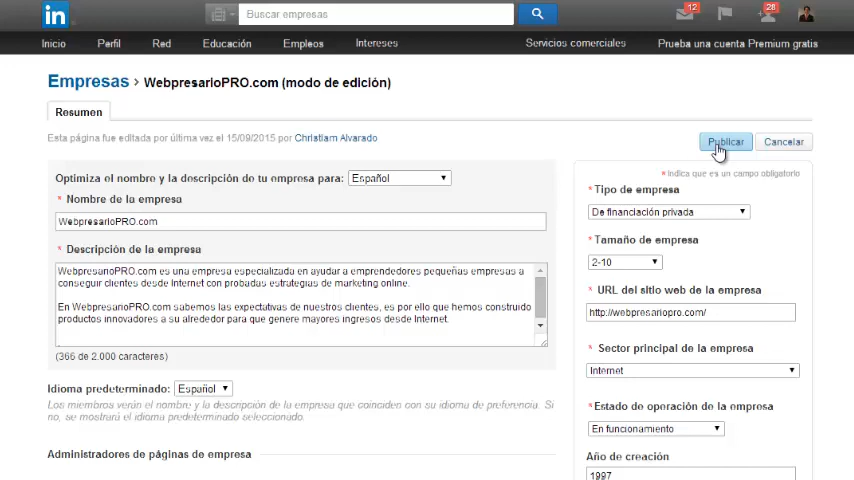 in
Buscar empresas
12
28
Inicio Perfil Red Educación Empleos Intereses Servicios comerciales Prueba una cuenta Premium gratis
Empresas › WebpresarioPRO.com (modo de edición)
Resumen
Esta página fue editada por última vez el 15/09/2015 por Christiam Alvarado
Publicar Cancelar
Optimiza el nombre y la descripción de tu empresa para: Español
* Nombre de la empresa
WebpresarioPRO.com
* Descripción de la empresa
WebpresarioPRO.com es una empresa especializada en ayudar a emprendedores pequeñas empresas a
conseguir clientes desde Internet con probadas estrategias de marketing online.
En WebpresarioPRO.com sabemos las expectativas de nuestros clientes, es por ello que hemos construido
productos innovadores a su alrededor para que genere mayores ingresos desde Internet.
(366 de 2.000 caracteres)
Idioma predeterminado: Español
Los miembros verán el nombre y la descripción de la empresa que coinciden con su idioma de preferencia. Si
no, se mostrará el idioma predeterminado seleccionado.
Administradores de páginas de empresa
* Indica que es un campo obligatorio
* Tipo de empresa
De financiación privada
* Tamaño de empresa
2-10
* URL del sitio web de la empresa
http://webpresariopro.com/
* Sector principal de la empresa
Internet
* Estado de operación de la empresa
En funcionamiento
Año de creación
1997